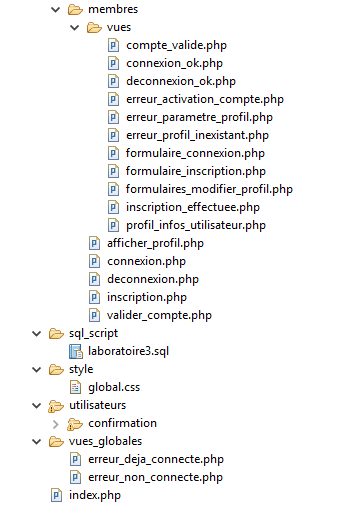 membres
vues
compte_valide.php
connexion_ok.php
deconnexion_ok.php
erreur_activation_compte.php
erreur_parametre_profil.php
erreur_profil_inexistant.php
formulaire_connexion.php
formulaire_inscription.php
formulaires_modifier_profil.php
inscription_effectuee.php
profil_infos_utilisateur.php
afficher_profil.php
connexion.php
deconnexion.php
inscription.php
valider_compte.php
sql_script
laboratoire3.sql
style
global.css
utilisateurs
confirmation
vues_globales
erreur_deja_connecte.php
erreur_non_connecte.php
index.php